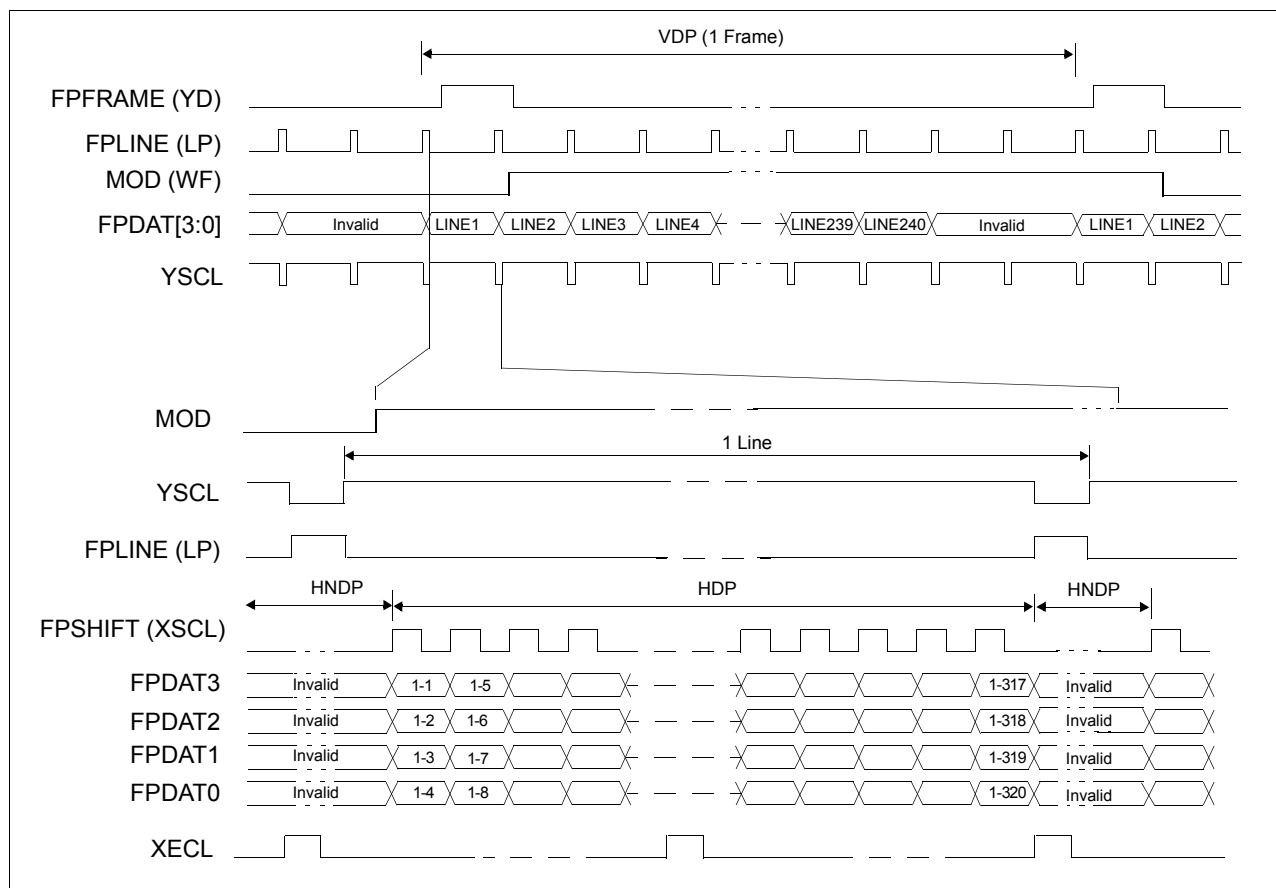 VDP (1 Frame)
FPFRAME (YD)
FPLINE (LP)
MOD (WF)
FPDAT[3:0] Invalid LINE1 LINE2 LINE3 LINE4 LINE239 LINE240 Invalid LINE1 LINE2
YSCL
MOD
1 Line
YSCL
FPLINE (LP)
HNDP HDP HNDP
FPSHIFT (XSCL)
FPDAT3 Invalid 1-1 1-5 1-317 Invalid
FPDAT2 Invalid 1-2 1-6 1-318 Invalid
FPDAT1 Invalid 1-3 1-7 1-319 Invalid
FPDAT0 Invalid 1-4 1-8 1-320 Invalid
XECL